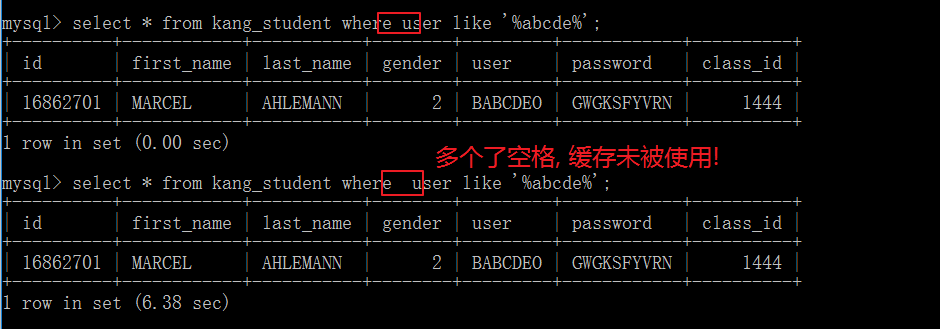 mysql> select * from kang_student where user like '%abcde%';
+----------+------------+-----------+--------+---------+------------+----------+
| id | first_name | last_name | gender | user | password | class_id |
+----------+------------+-----------+--------+---------+------------+----------+
| 16862701 | MARCEL | AHLEMANN | 2 | BABCDEO | GWGKSFYVRN | 1444 |
+----------+------------+-----------+--------+---------+------------+----------+
1 row in set (0.00 sec)
多个了空格, 缓存未被使用!
mysql> select * from kang_student where  user like '%abcde%';
+----------+------------+-----------+--------+---------+------------+----------+
| id | first_name | last_name | gender | user | password | class_id |
+----------+------------+-----------+--------+---------+------------+----------+
| 16862701 | MARCEL | AHLEMANN | 2 | BABCDEO | GWGKSFYVRN | 1444 |
+----------+------------+-----------+--------+---------+------------+----------+
1 row in set (6.38 sec)